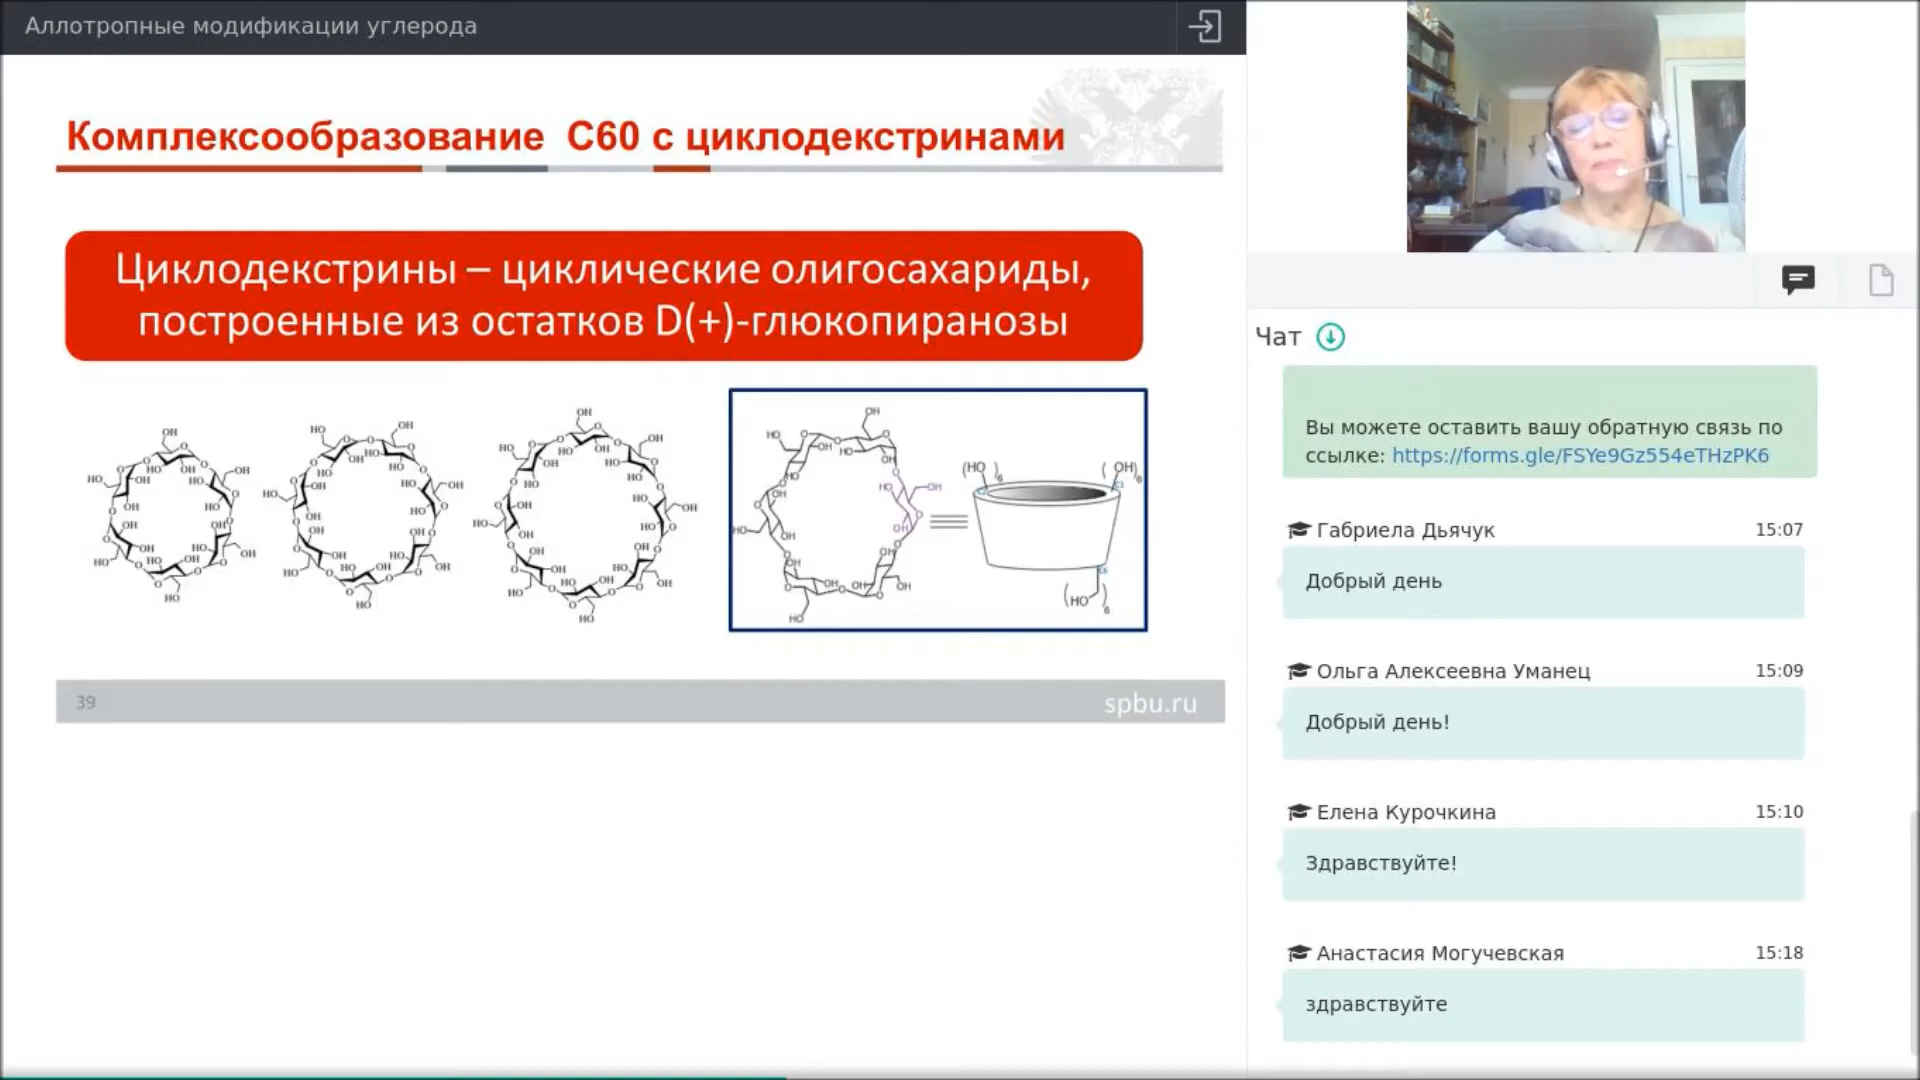 Аллотропные модификации углерода
Комплексообразование С60 с циклодекстринами
Циклодекстрины – циклические олигосахариды,
построенные из остатков D(+)-глюкопиранозы
39
spbu.ru
Чат
Вы можете оставить вашу обратную связь по
ссылке: https://forms.gle/FSYe9Gz554eTHzPK6
Габриела Дьячук 15:07
Добрый день
Ольга Алексеевна Уманец 15:09
Добрый день!
Елена Курочкина 15:10
Здравствуйте!
Анастасия Могучевская 15:18
здравствуйте